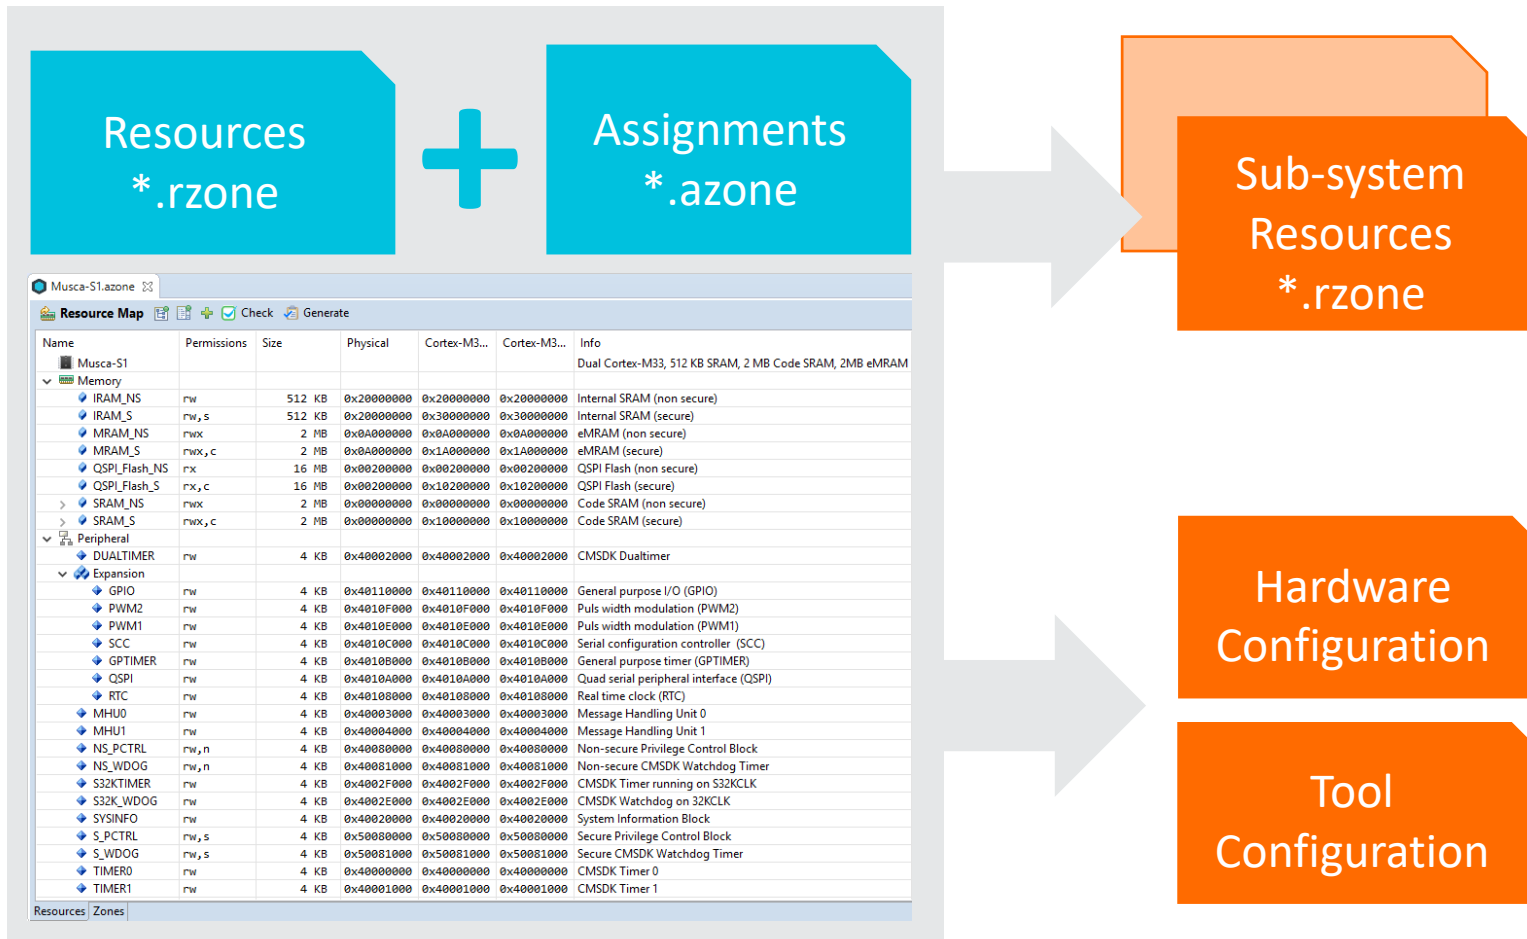 Resources
*.rzone
Assignments
*.azone
Sub-system
Resources
*.rzone
Musca-S1.azone
Resource Map Check Generate
Name Permissions Size Physical Cortex-M3... Cortex-M3... Info
Musca-S1 Dual Cortex-M33, 512 KB SRAM, 2 MB Code SRAM, 2MB eMRAM
Memory
IRAM_NS rw 512 KB 0x20000000 0x20000000 0x20000000 Internal SRAM (non secure)
IRAM_S rw,s 512 KB 0x20000000 0x30000000 0x30000000 Internal SRAM (secure)
MRAM_NS rwx 2 MB 0x0A000000 0x0A000000 0x0A000000 eMRAM (non secure)
MRAM_S rwx,c 2 MB 0x0A000000 0x1A000000 0x1A000000 eMRAM (secure)
QSPI_Flash_NS rx 16 MB 0x00200000 0x00200000 0x00200000 QSPI Flash (non secure)
QSPI_Flash_S rx,c 16 MB 0x00200000 0x10200000 0x10200000 QSPI Flash (secure)
SRAM_NS rwx 2 MB 0x00000000 0x00000000 0x00000000 Code SRAM (non secure)
SRAM_S rwx,c 2 MB 0x00000000 0x10000000 0x10000000 Code SRAM (secure)
Peripheral
DUALTIMER rw 4 KB 0x40002000 0x40002000 0x40002000 CMSDK Dualtimer
Expansion
GPIO rw 4 KB 0x40110000 0x40110000 0x40110000 General purpose I/O (GPIO)
PWM2 rw 4 KB 0x4010F000 0x4010F000 0x4010F000 Puls width modulation (PWM2)
PWM1 rw 4 KB 0x4010E000 0x4010E000 0x4010E000 Puls width modulation (PWM1)
SCC rw 4 KB 0x4010C000 0x4010C000 0x4010C000 Serial configuration controller (SCC)
GPTIMER rw 4 KB 0x4010B000 0x4010B000 0x4010B000 General purpose timer (GPTIMER)
QSPI rw 4 KB 0x4010A000 0x4010A000 0x4010A000 Quad serial peripheral interface (QSPI)
RTC rw 4 KB 0x40108000 0x40108000 0x40108000 Real time clock (RTC)
MHU0 rw 4 KB 0x40003000 0x40003000 0x40003000 Message Handling Unit 0
MHU1 rw 4 KB 0x40004000 0x40004000 0x40004000 Message Handling Unit 1
NS_PCTRL rw,n 4 KB 0x40080000 0x40080000 0x40080000 Non-secure Privilege Control Block
NS_WDOG rw,n 4 KB 0x40081000 0x40081000 0x40081000 Non-secure CMSDK Watchdog Timer
S32KTIMER rw 4 KB 0x4002F000 0x4002F000 0x4002F000 CMSDK Timer running on S32KCLK
S32K_WDOG rw 4 KB 0x4002E000 0x4002E000 0x4002E000 CMSDK Watchdog on 32KCLK
SYSINFO rw 4 KB 0x40020000 0x40020000 0x40020000 System Information Block
S_PCTRL rw,s 4 KB 0x50080000 0x50080000 0x50080000 Secure Privilege Control Block
S_WDOG rw,s 4 KB 0x50081000 0x50081000 0x50081000 Secure CMSDK Watchdog Timer
TIMER0 rw 4 KB 0x40000000 0x40000000 0x40000000 CMSDK Timer 0
TIMER1 rw 4 KB 0x40001000 0x40001000 0x40001000 CMSDK Timer 1
Resources Zones
Hardware
Configuration
Tool
Configuration